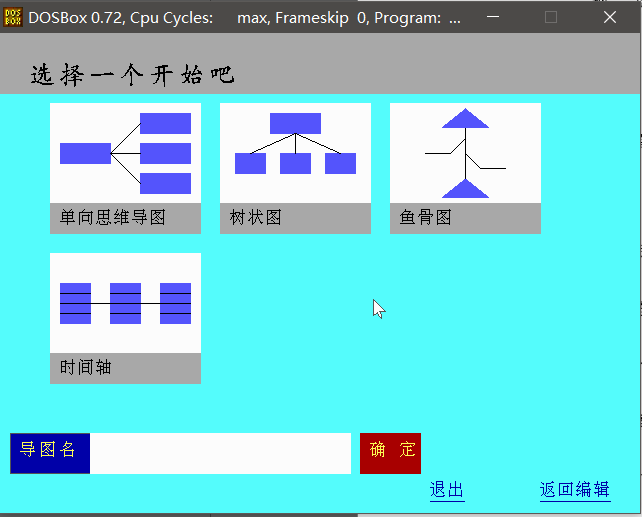 DOS
BOX
DOSBox 0.72, Cpu Cycles: max, Frameskip 0, Program: ...
选择一个开始吧
单向思维导图
树状图
鱼骨图
时间轴
导图名
确 定
退出
返回编辑